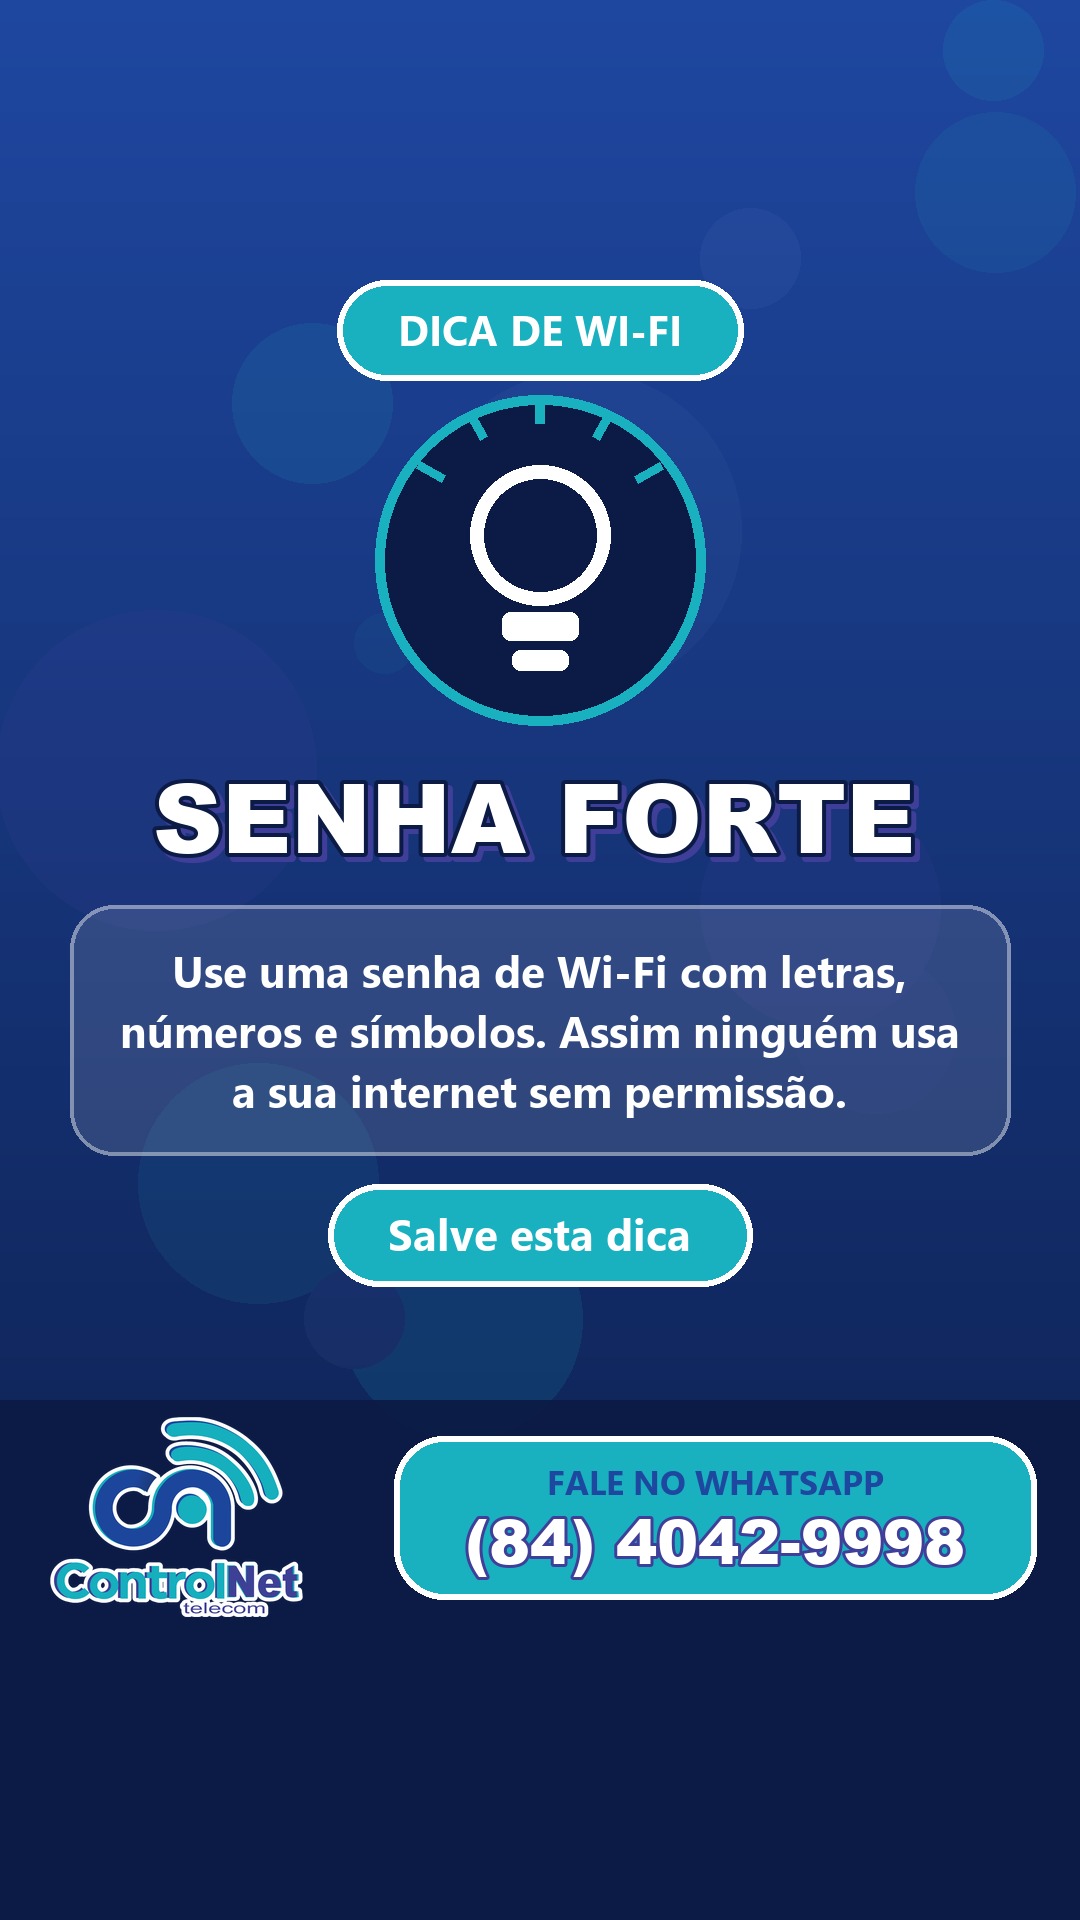 DICA DE WI-FI
SENHA FORTE
Use uma senha de Wi-Fi com letras,
números e símbolos. Assim ninguém usa
a sua internet sem permissão.
Salve esta dica
ControlNet
telecom
FALE NO WHATSAPP
(84) 4042-9998